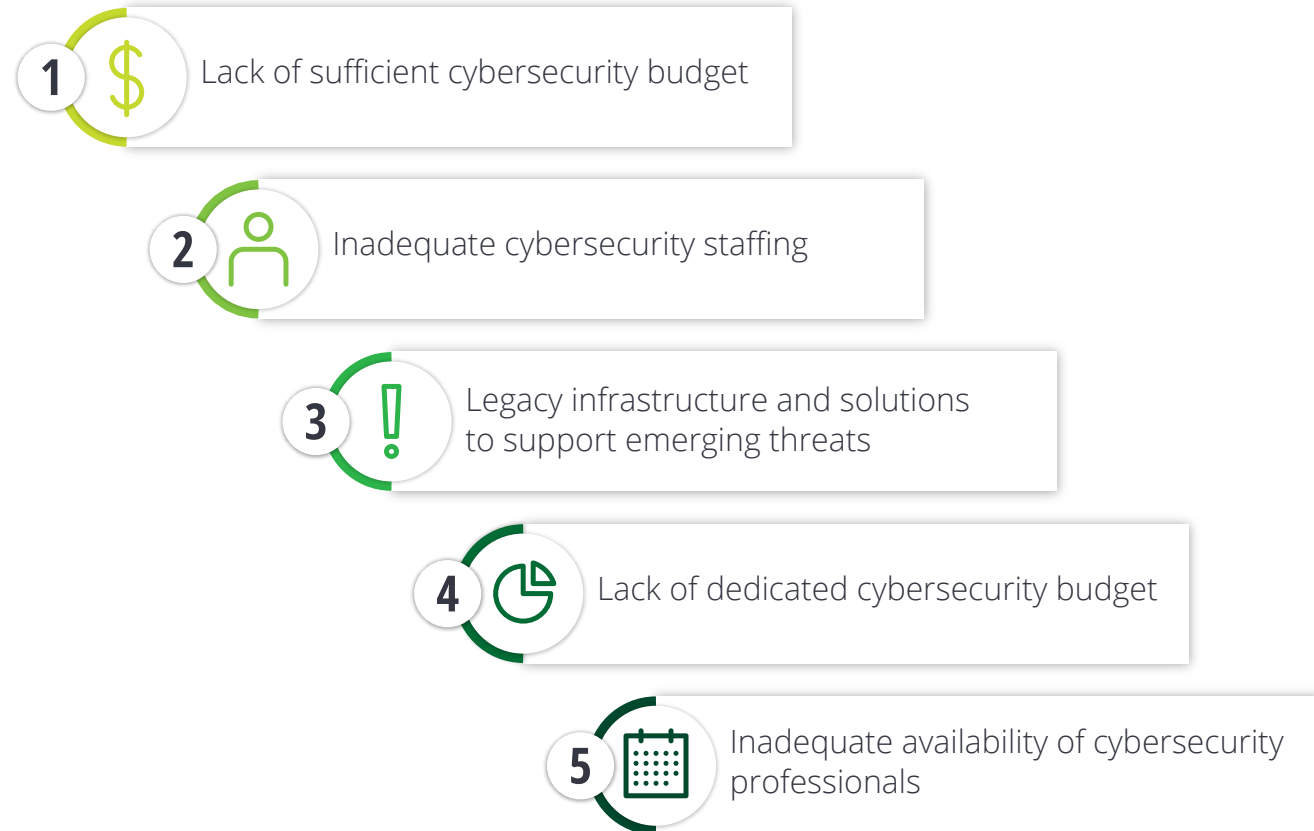 1
$
Lack of sufficient cybersecurity budget
2
Inadequate cybersecurity staffing
3
Legacy infrastructure and solutions
to support emerging threats
4
Lack of dedicated cybersecurity budget
5
Inadequate availability of cybersecurity
professionals